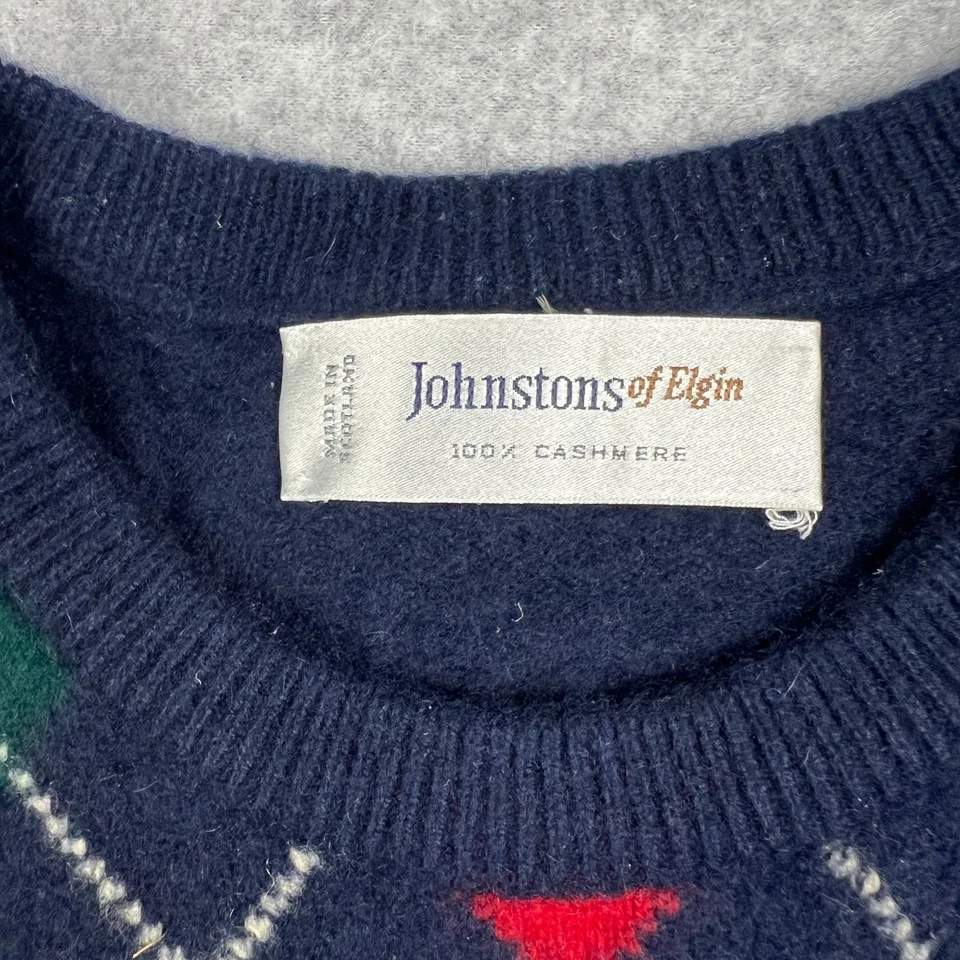 MADE IN
SCOTLAND
Johnstons of Elgin
100% CASHMERE